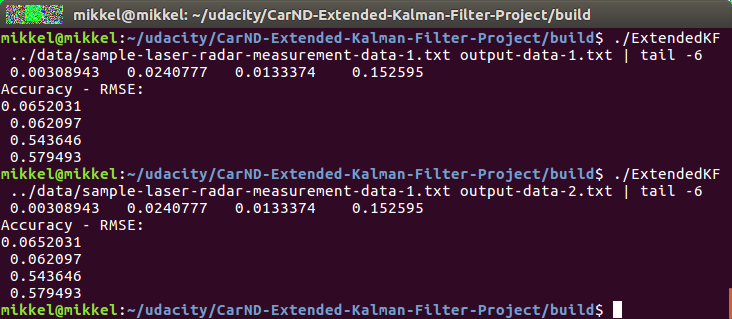 mikkel@mikkel: ~/udacity/CarND-Extended-Kalman-Filter-Project/build
mikkel@mikkel:~/udacity/CarND-Extended-Kalman-Filter-Project/build$ ./ExtendedKF
../data/sample-laser-radar-measurement-data-1.txt output-data-1.txt | tail -6
0.00308943 0.0240777 0.0133374 0.152595
Accuracy - RMSE:
0.0652031
0.062097
0.543646
0.579493
mikkel@mikkel:~/udacity/CarND-Extended-Kalman-Filter-Project/build$ ./ExtendedKF
../data/sample-laser-radar-measurement-data-1.txt output-data-2.txt | tail -6
0.00308943 0.0240777 0.0133374 0.152595
Accuracy - RMSE:
0.0652031
0.062097
0.543646
0.579493
mikkel@mikkel:~/udacity/CarND-Extended-Kalman-Filter-Project/build$